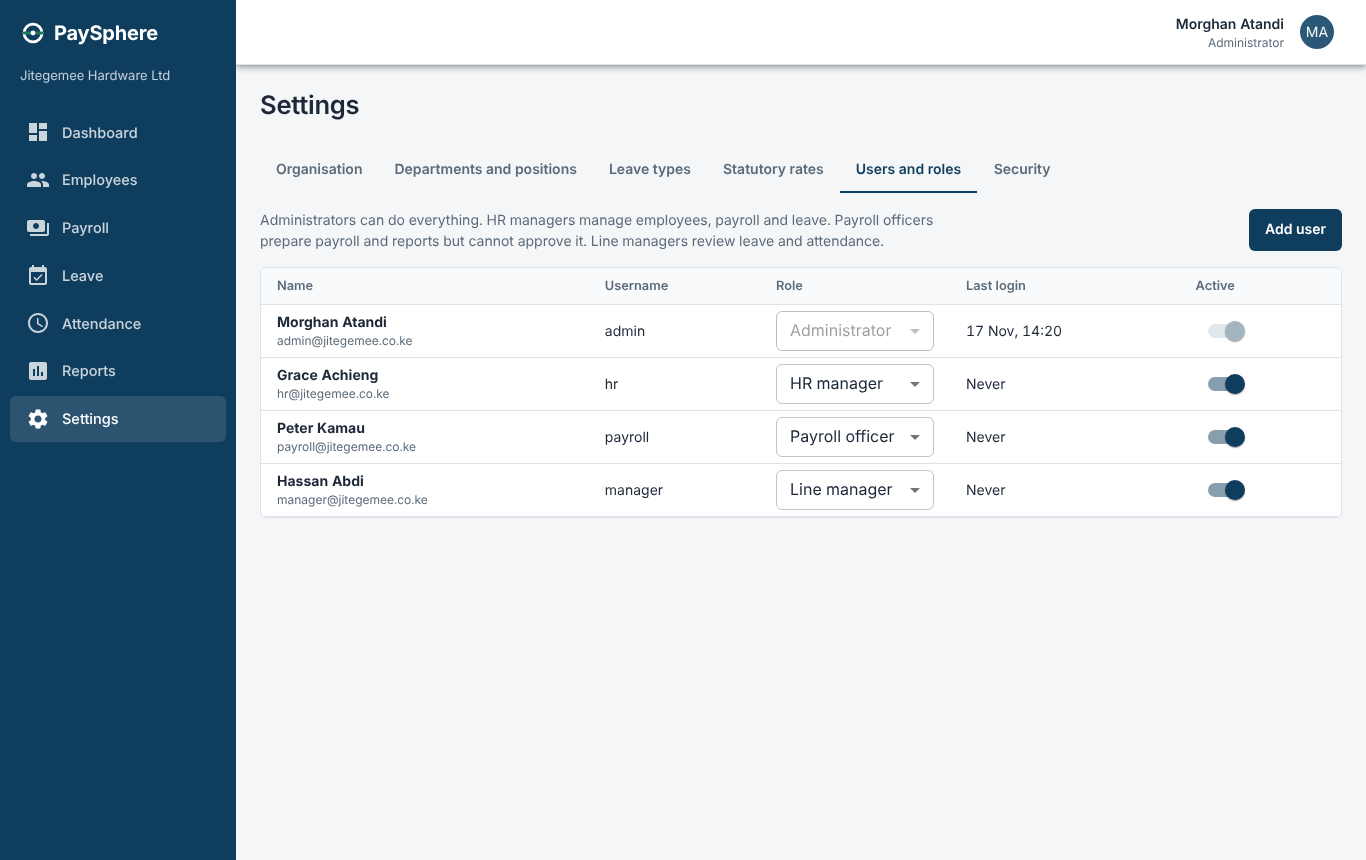 PaySphere
Jitegemee Hardware Ltd
Dashboard
Employees
Payroll
Leave
Attendance
Reports
Settings
Morghan Atandi
Administrator
MA
Settings
Organisation
Departments and positions
Leave types
Statutory rates
Users and roles
Security
Administrators can do everything. HR managers manage employees, payroll and leave. Payroll officers
prepare payroll and reports but cannot approve it. Line managers review leave and attendance.
Add user
Name Username Role Last login Active
Morghan Atandi
admin@jitegemee.co.ke
admin
Administrator
17 Nov, 14:20
Grace Achieng
hr@jitegemee.co.ke
hr
HR manager
Never
Peter Kamau
payroll@jitegemee.co.ke
payroll
Payroll officer
Never
Hassan Abdi
manager@jitegemee.co.ke
manager
Line manager
Never